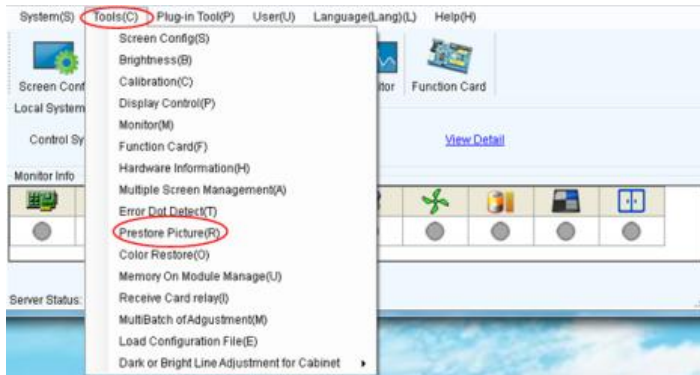 System(S) Tools(C) Plug-in Tool(P) User(U) Language(Lang)(L) Help(H)
Screen Config(S)
Brightness(B)
Calibration(C)
Display Control(P)
Monitor(M)
Function Card(F)
Hardware Information(H)
Multiple Screen Management(A)
Error Dot Detect(T)
Prestore Picture(R)
Color Restore(O)
Memory On Module Manage(U)
Receive Card relay(I)
MultiBatch of Adgustment(M)
Load Configuration File(E)
Dark or Bright Line Adjustment for Cabinet
Screen Conf
itor
Function Card
Local System
Control Sy
View Detail
Monitor Info
Server Status: